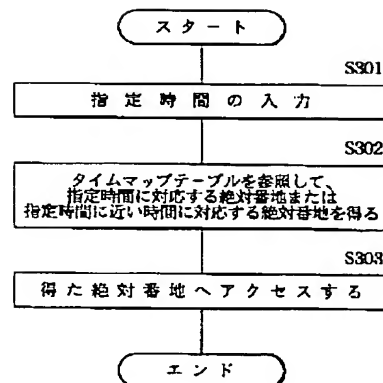 スタート
S301
指定時間の入力
S302
タイムマップテーブルを参照して、
指定時間に対応する絶対番地または
指定時間に近い時間に対応する絶対番地を得る
S303
得た絶対番地へアクセスする
エンド